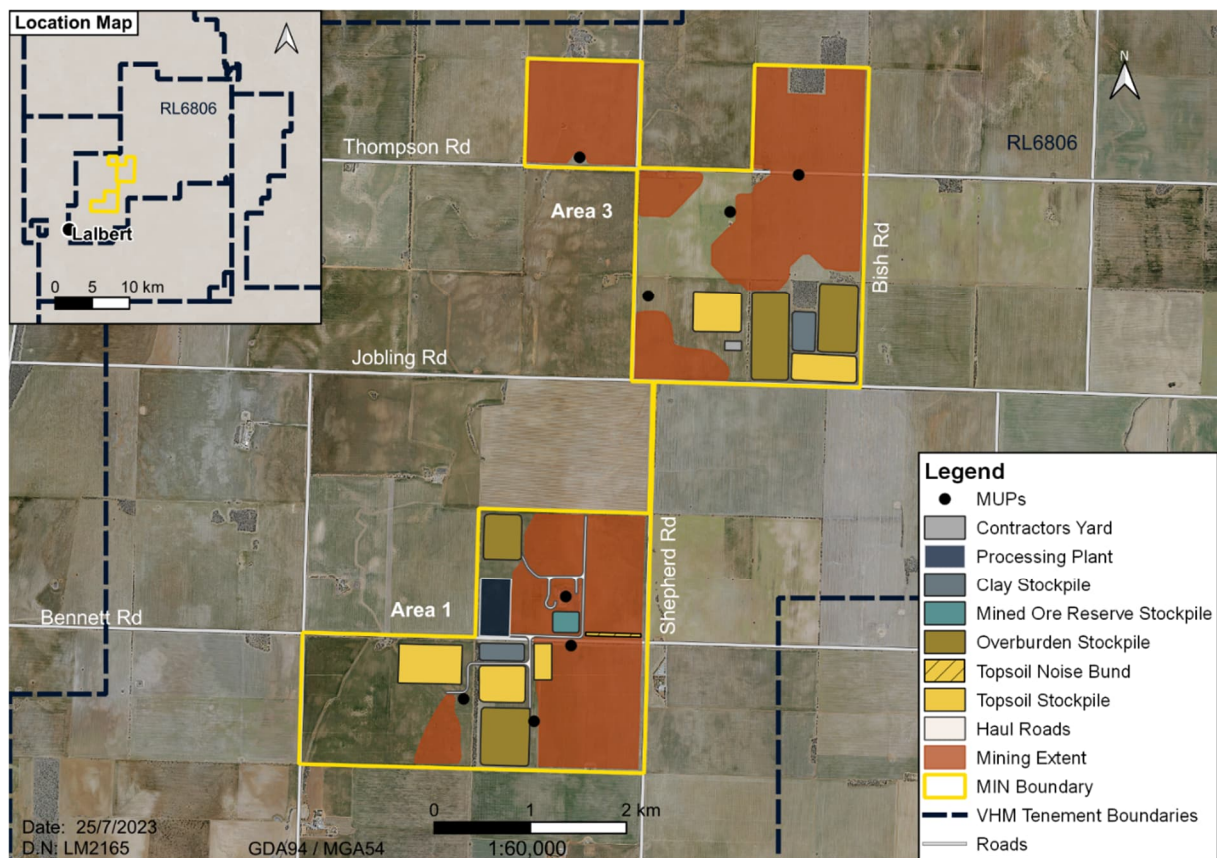 Location Map
RL6806
Lalbert
0 5 10 km
N
Thompson Rd
RL6806
Area 3
Bish Rd
Jobling Rd
Shepherd Rd
Area 1
Bennett Rd
0 1 2 km
1:60,000
Date: 25/7/2023
D.N: LM2165
GDA94 / MGA54
Legend
MUPs
Contractors Yard
Processing Plant
Clay Stockpile
Mined Ore Reserve Stockpile
Overburden Stockpile
Topsoil Noise Bund
Topsoil Stockpile
Haul Roads
Mining Extent
MIN Boundary
VHM Tenement Boundaries
Roads